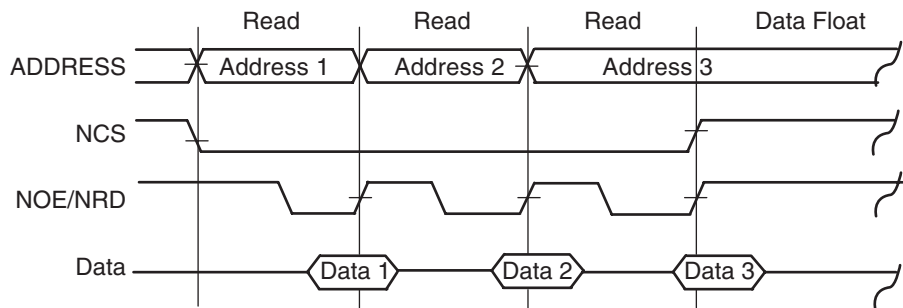 Read Read Read Data Float
ADDRESS Address 1 Address 2 Address 3
NCS
NOE/NRD
Data Data 1 Data 2 Data 3